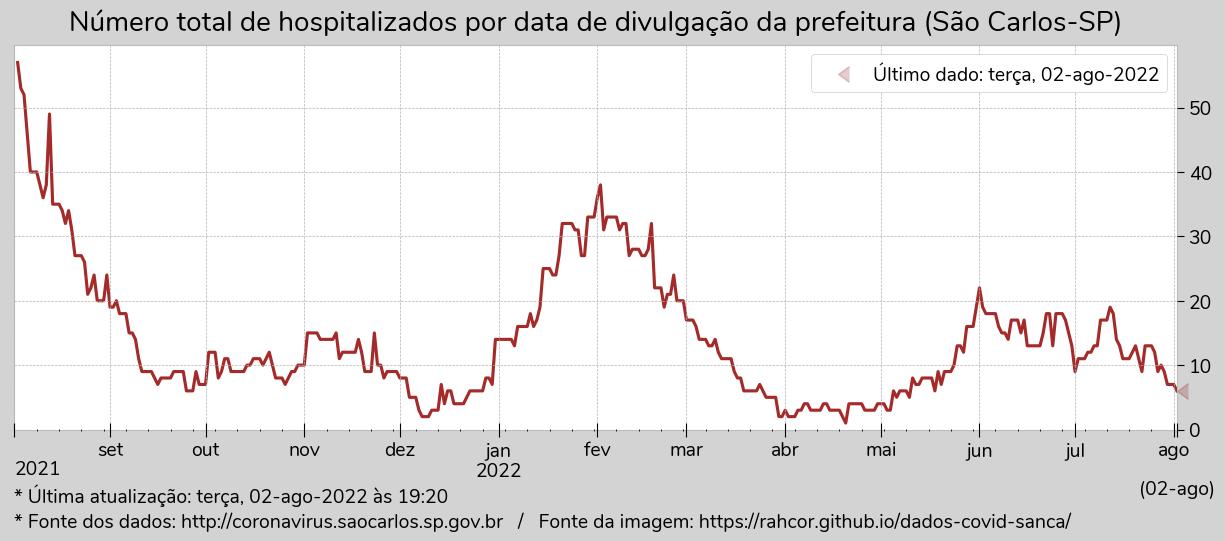 Número total de hospitalizados por data de divulgação da prefeitura (São Carlos-SP)
Último dado: terça, 02-ago-2022
50
40
30
20
10
0
set out nov dez jan fev mar abr mai jun jul ago
2021 2022
(02-ago)
* Última atualização: terça, 02-ago-2022 às 19:20
* Fonte dos dados: http://coronavirus.saocarlos.sp.gov.br / Fonte da imagem: https://rahcor.github.io/dados-covid-sanca/